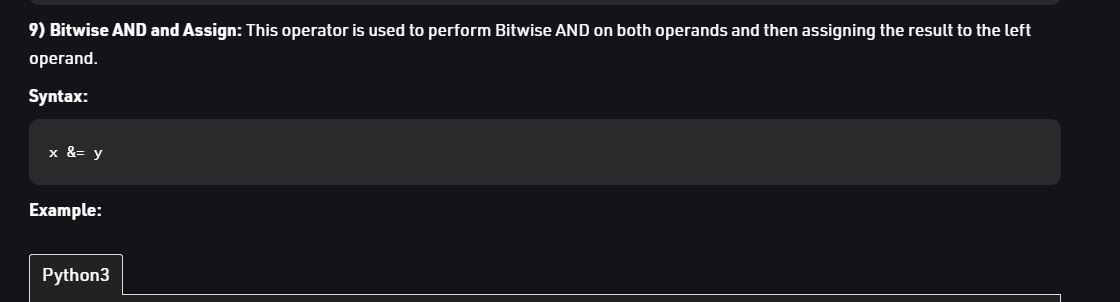 9) Bitwise AND and Assign: This operator is used to perform Bitwise AND on both operands and then assigning the result to the left
operand.
Syntax:
x &= y
Example:
Python3